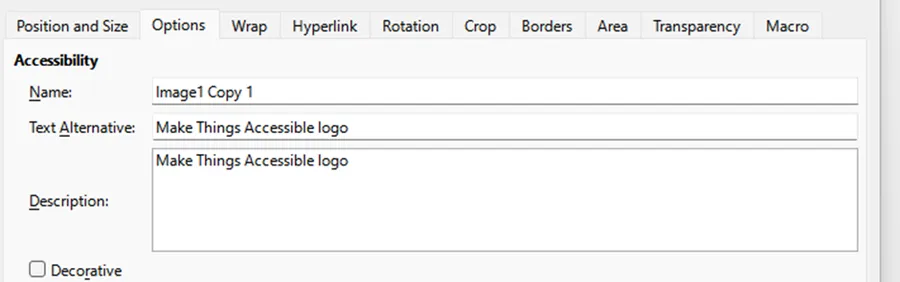 Position and Size Options Wrap Hyperlink Rotation Crop Borders Area Transparency Macro
Accessibility
Name: Image1 Copy 1
Text Alternative: Make Things Accessible logo
Make Things Accessible logo
Description:
Decorative